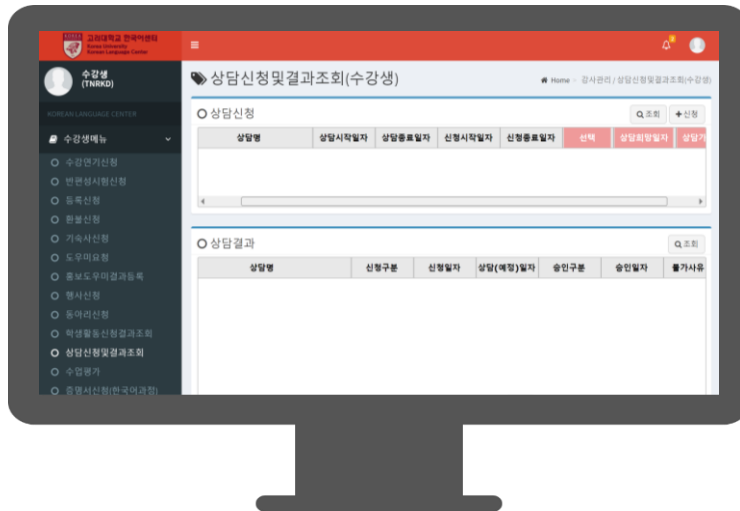 고려대학교 한국어센터
Korea University
Korean Language Center
수강생
(TNRKD)
KOREAN LANGUAGE CENTER
수강생메뉴
수강연기신청
반편성시험신청
등록신청
환불신청
기숙사신청
도우미요청
홍보도우미결과등록
행사신청
동아리신청
학생활동신청결과조회
상담신청및결과조회
수업평가
증명서신청(한국어과정)
상담신청및결과조회(수강생)
Home > 강사관리 / 상담신청및결과조회(수강생)
상담신청
조회
신청
상담명 상담시작일자 상담종료일자 신청시작일자 신청종료일자 선택 상담희망일자 상담가
상담결과
조회
상담명 신청구분 신청일자 상담(예정)일자 승인구분 승인일자 불가사유